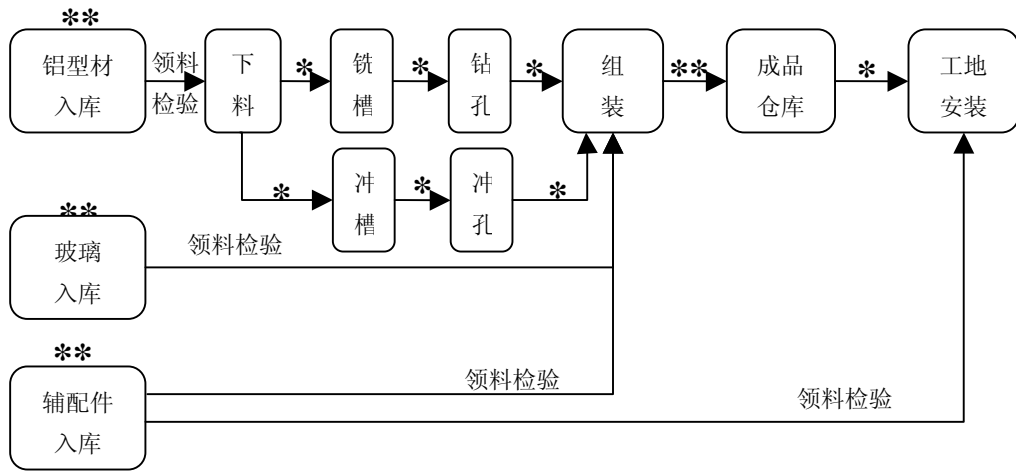 **
铝型材
入库
领料
检验
下
料
*
铣
槽
*
钻
孔
*
组
装
**
成品
仓库
*
工地
安装
*
冲
槽
*
冲
孔
*
**
玻璃
入库
领料检验
**
辅配件
入库
领料检验
领料检验